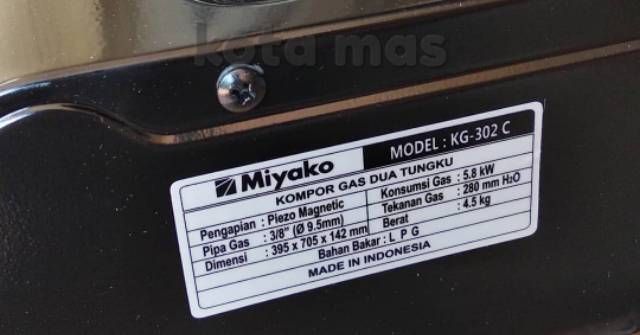 kota mas
Miyako MODEL : KG-302 C
KOMPOR GAS DUA TUNGKU
Pengapian : Piezo Magnetic Konsumsi Gas : 5.8 kW
Pipa Gas : 3/8" (Ø 9.5mm) Tekanan Gas : 280 mm H₂O
Dimensi : 395 x 705 x 142 mm Berat : 4.5 kg
Bahan Bakar : L P G
MADE IN INDONESIA